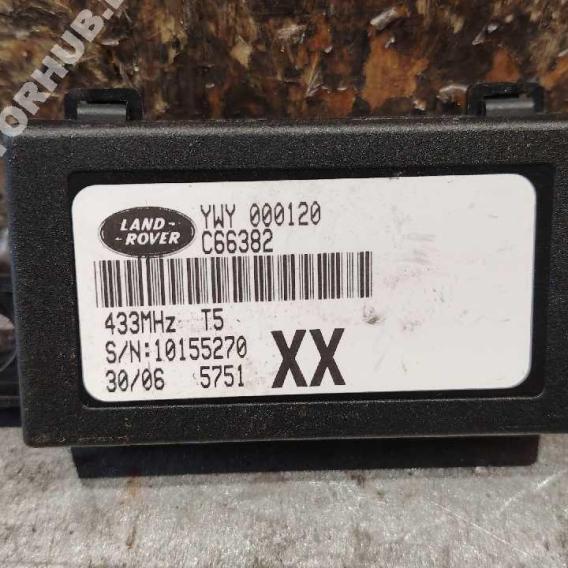 LAND-
-ROVER
YWY 000120
C66382
433MHz T5
S/N:10155270
30/06 5751
XX